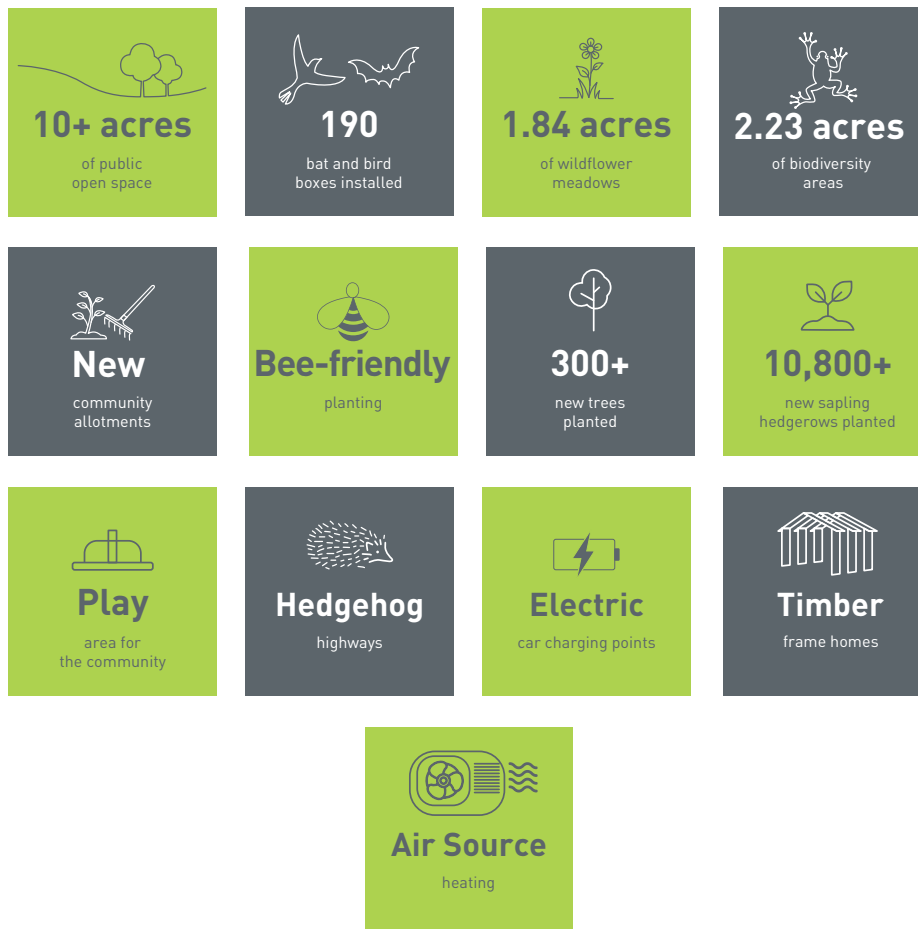 10+ acres
of public
open space
190
bat and bird
boxes installed
1.84 acres
of wildflower
meadows
2.23 acres
of biodiversity
areas
New
community
allotments
Bee-friendly
planting
300+
new trees
planted
10,800+
new sapling
hedgerows planted
Play
area for
the community
Hedgehog
highways
Electric
car charging points
Timber
frame homes
Air Source
heating